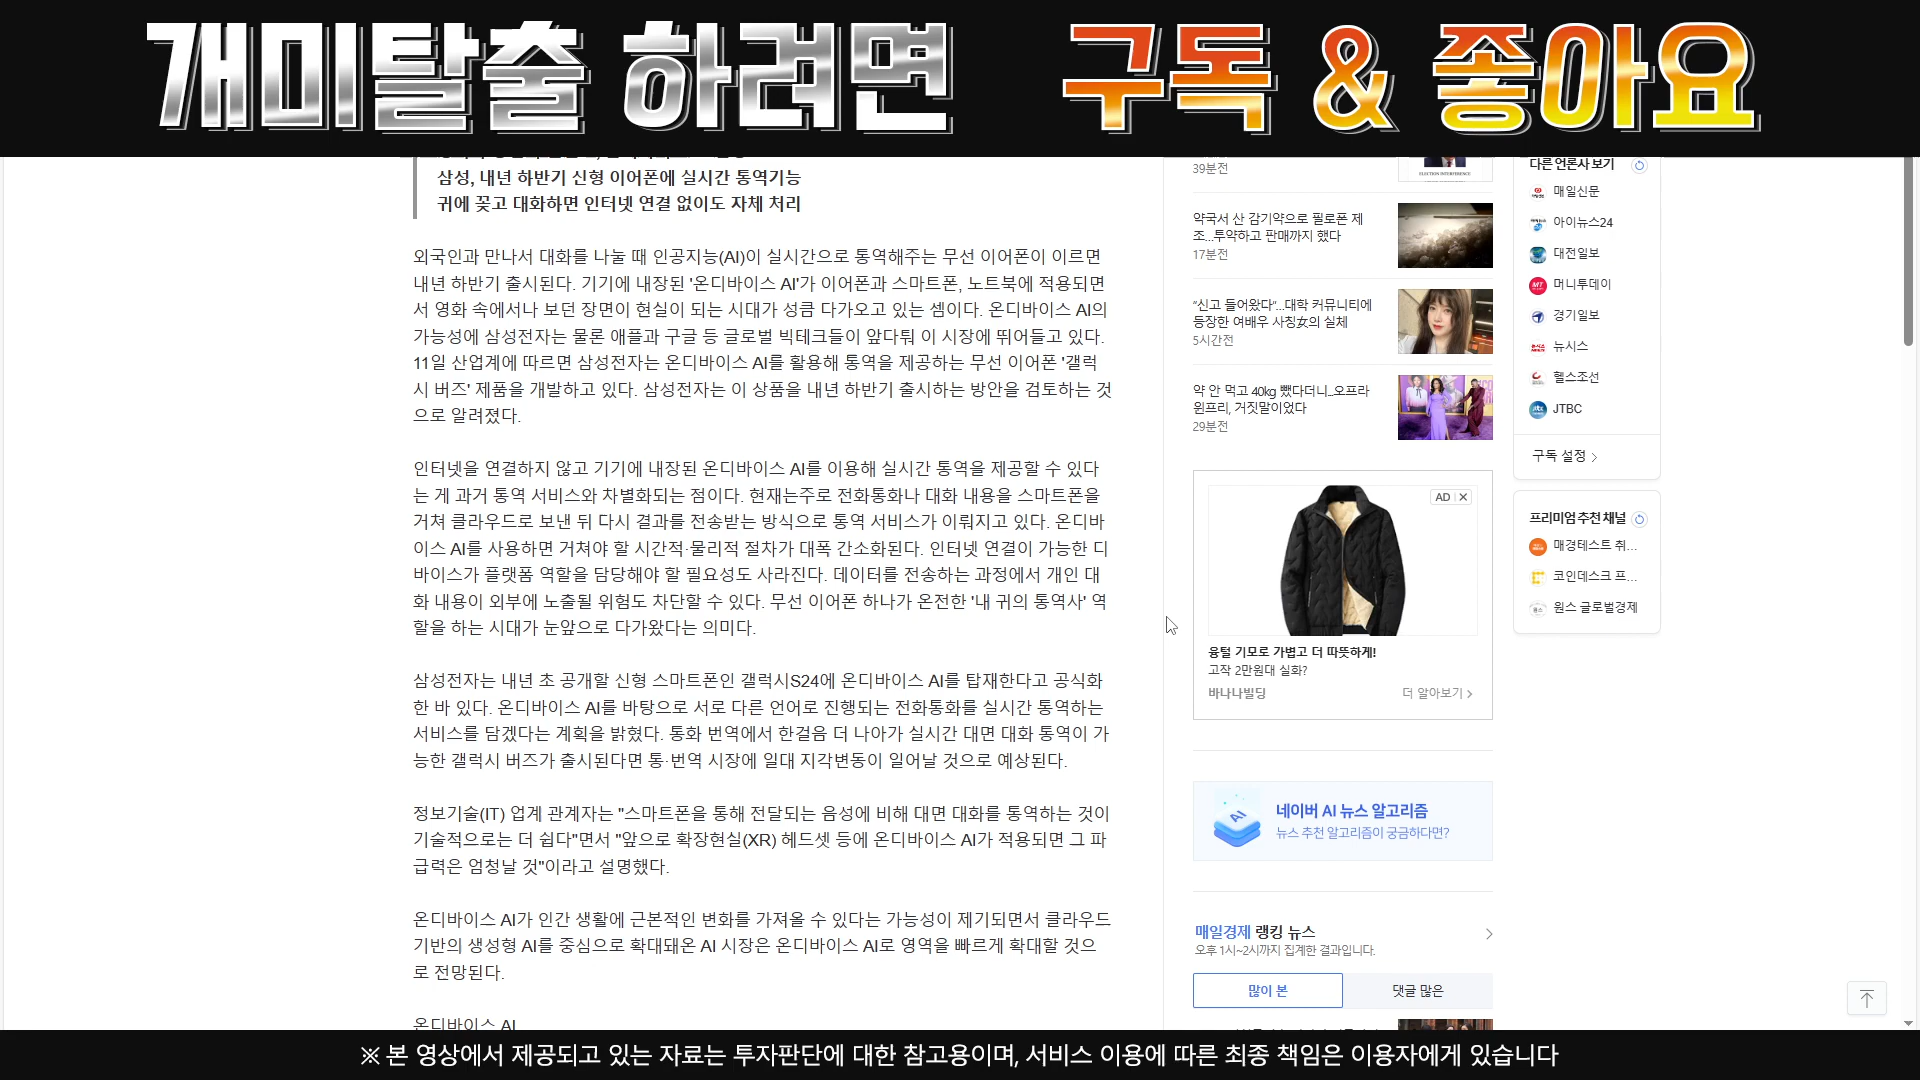 개미탈출 하려면 구독 & 좋아요
삼성, 내년 하반기 신형 이어폰에 실시간 통역기능
귀에 꽂고 대화하면 인터넷 연결 없이도 자체 처리
외국인과 만나서 대화를 나눌 때 인공지능(AI)이 실시간으로 통역해주는 무선 이어폰이 이르면
내년 하반기 출시된다. 기기에 내장된 '온디바이스 AI'가 이어폰과 스마트폰, 노트북에 적용되면
서 영화 속에서나 보던 장면이 현실이 되는 시대가 성큼 다가오고 있는 셈이다. 온디바이스 AI의
가능성에 삼성전자는 물론 애플과 구글 등 글로벌 빅테크들이 앞다퉈 이 시장에 뛰어들고 있다.
11일 산업계에 따르면 삼성전자는 온디바이스 AI를 활용해 통역을 제공하는 무선 이어폰 '갤럭
시 버즈' 제품을 개발하고 있다. 삼성전자는 이 상품을 내년 하반기 출시하는 방안을 검토하는 것
으로 알려졌다.
인터넷을 연결하지 않고 기기에 내장된 온디바이스 AI를 이용해 실시간 통역을 제공할 수 있다
는 게 과거 통역 서비스와 차별화되는 점이다. 현재는주로 전화통화나 대화 내용을 스마트폰을
거쳐 클라우드로 보낸 뒤 다시 결과를 전송받는 방식으로 통역 서비스가 이뤄지고 있다. 온디바
이스 AI를 사용하면 거쳐야 할 시간적·물리적 절차가 대폭 간소화된다. 인터넷 연결이 가능한 디
바이스가 플랫폼 역할을 담당해야 할 필요성도 사라진다. 데이터를 전송하는 과정에서 개인 대
화 내용이 외부에 노출될 위험도 차단할 수 있다. 무선 이어폰 하나가 온전한 '내 귀의 통역사' 역
할을 하는 시대가 눈앞으로 다가왔다는 의미다.
삼성전자는 내년 초 공개할 신형 스마트폰인 갤럭시S24에 온디바이스 AI를 탑재한다고 공식화
한 바 있다. 온디바이스 AI를 바탕으로 서로 다른 언어로 진행되는 전화통화를 실시간 통역하는
서비스를 담겠다는 계획을 밝혔다. 통화 번역에서 한걸음 더 나아가 실시간 대면 대화 통역이 가
능한 갤럭시 버즈가 출시된다면 통·번역 시장에 일대 지각변동이 일어날 것으로 예상된다.
정보기술(IT) 업계 관계자는 "스마트폰을 통해 전달되는 음성에 비해 대면 대화를 통역하는 것이
기술적으로는 더 쉽다"면서 "앞으로 확장현실(XR) 헤드셋 등에 온디바이스 AI가 적용되면 그 파
급력은 엄청날 것"이라고 설명했다.
온디바이스 AI가 인간 생활에 근본적인 변화를 가져올 수 있다는 가능성이 제기되면서 클라우드
기반의 생성형 AI를 중심으로 확대돼온 AI 시장은 온디바이스 AI로 영역을 빠르게 확대할 것으
로 전망된다.
온디바이스 AI
39분전
ELECTION INTERFERENCE
약국서 산 감기약으로 필로폰 제
조…투약하고 판매까지 했다
17분전
"신고 들어왔다"…대학 커뮤니티에
등장한 여배우 사칭女의 실체
5시간전
약 안 먹고 40kg 뺐다더니…오프라
윈프리, 거짓말이었다
29분전
AD
융털 기모로 가볍고 더 따뜻하게!
고작 2만원대 실화?
바나나빌딩
더 알아보기
AI
네이버 AI 뉴스 알고리즘
뉴스 추천 알고리즘이 궁금하다면?
매일경제 랭킹 뉴스
오후 1시~2시까지 집계한 결과입니다.
많이 본
댓글 많은
다른 언론사 보기
매일신문
아이뉴스24
대전일보
MT 머니투데이
경기일보
뉴시스
헬스조선
JTBC
구독 설정
프리미엄 추천 채널
매경테스트 취...
코인데스크 프...
원스 글로벌경제
※ 본 영상에서 제공되고 있는 자료는 투자판단에 대한 참고용이며, 서비스 이용에 따른 최종 책임은 이용자에게 있습니다